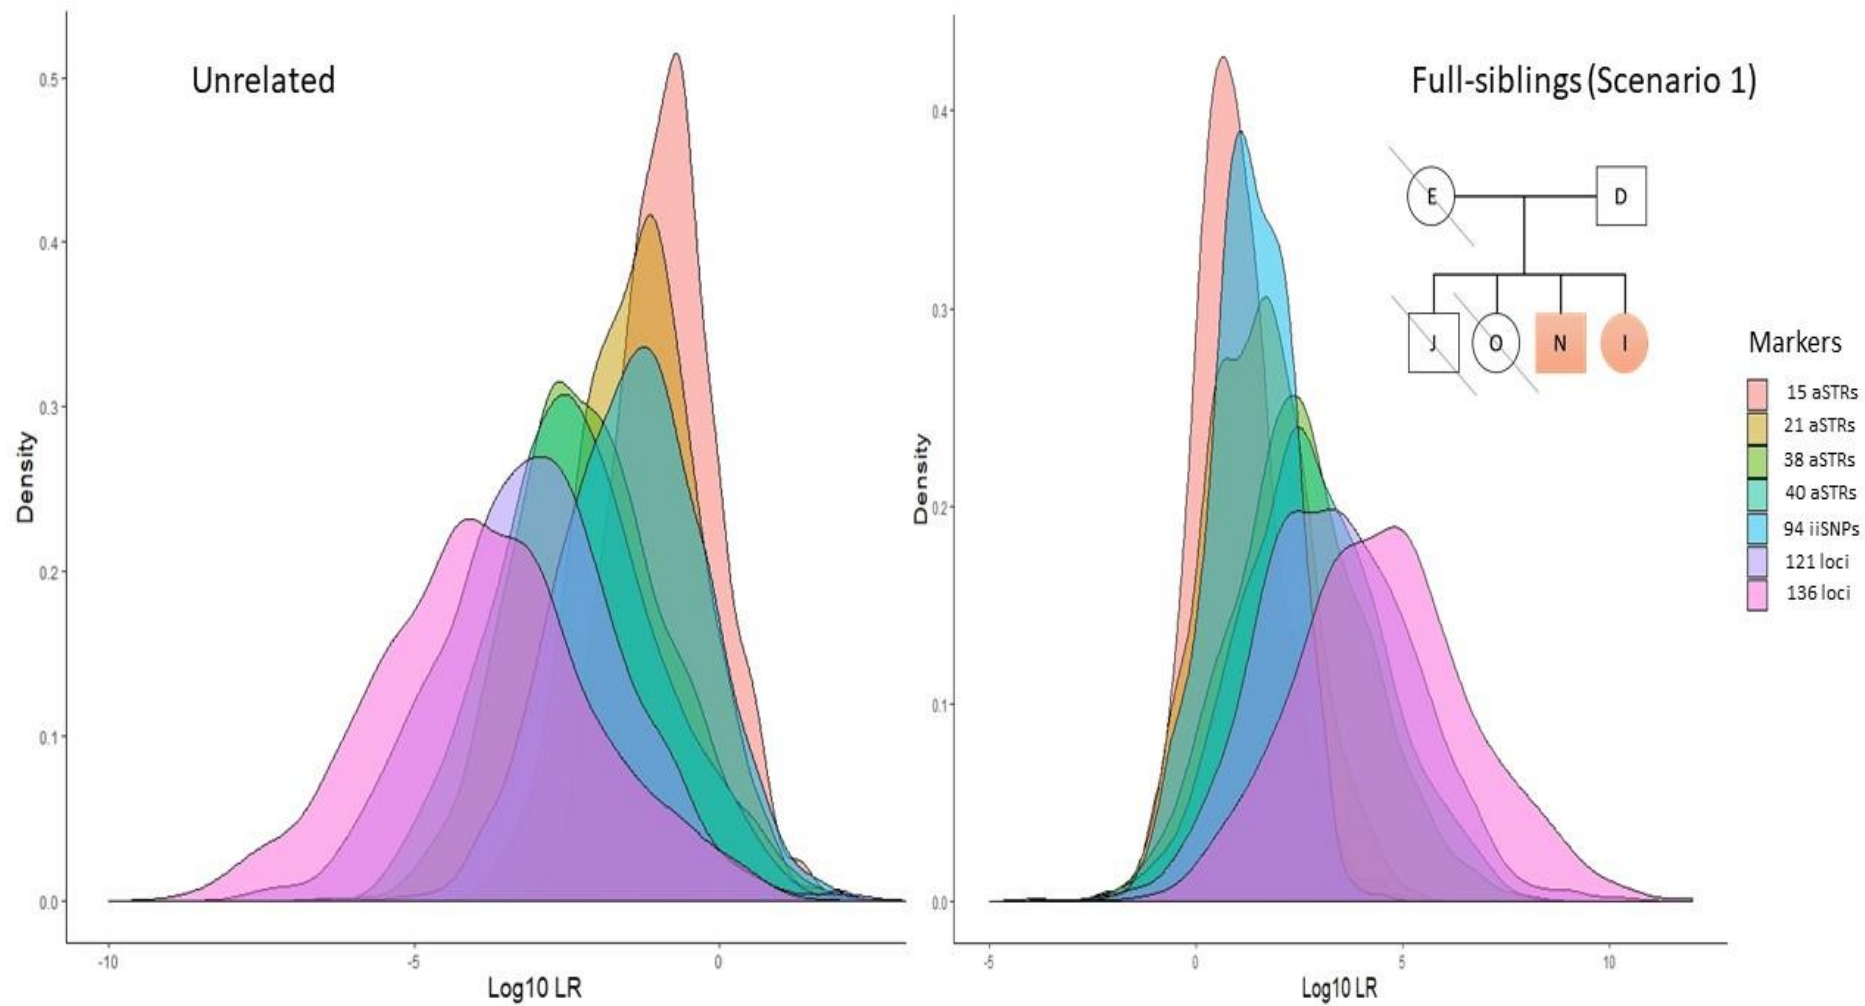 Unrelated
0.5
0.4
0.3
0.2
0.1
0.0
Density
-10
-5
0
Log10 LR
Full-siblings (Scenario 1)
0.4
0.3
0.2
0.1
0.0
Density
-5
0
5
10
Log10 LR
E
D
J
O
N
I
Markers
15 aSTRs
21 aSTRs
38 aSTRs
40 aSTRs
94 iiSNPs
121 loci
136 loci